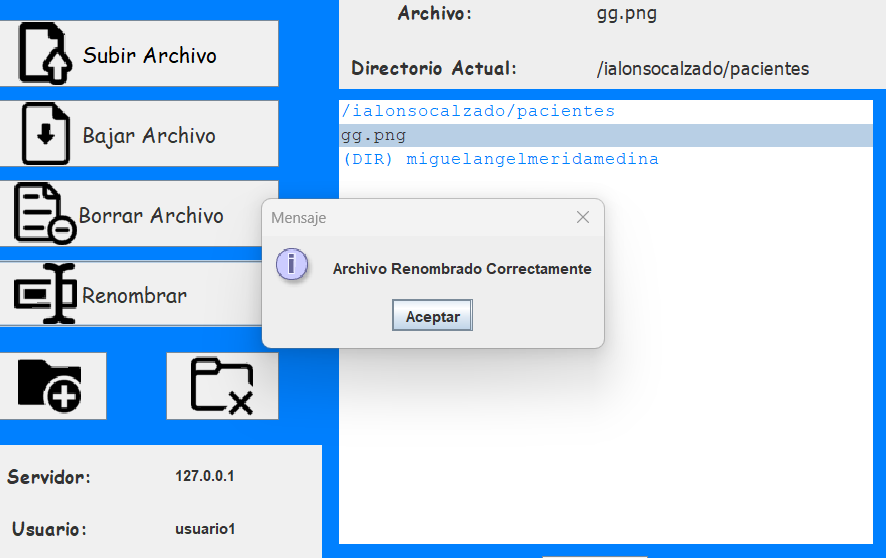 Archivo: gg.png
Directorio Actual: /ialonsocalzado/pacientes
Subir Archivo
Bajar Archivo
Borrar Archivo
Renombrar
/ialonsocalzado/pacientes
gg.png
(DIR) miguelangelmeridamedina
Mensaje
Archivo Renombrado Correctamente
Aceptar
Servidor: 127.0.0.1
Usuario: usuario1